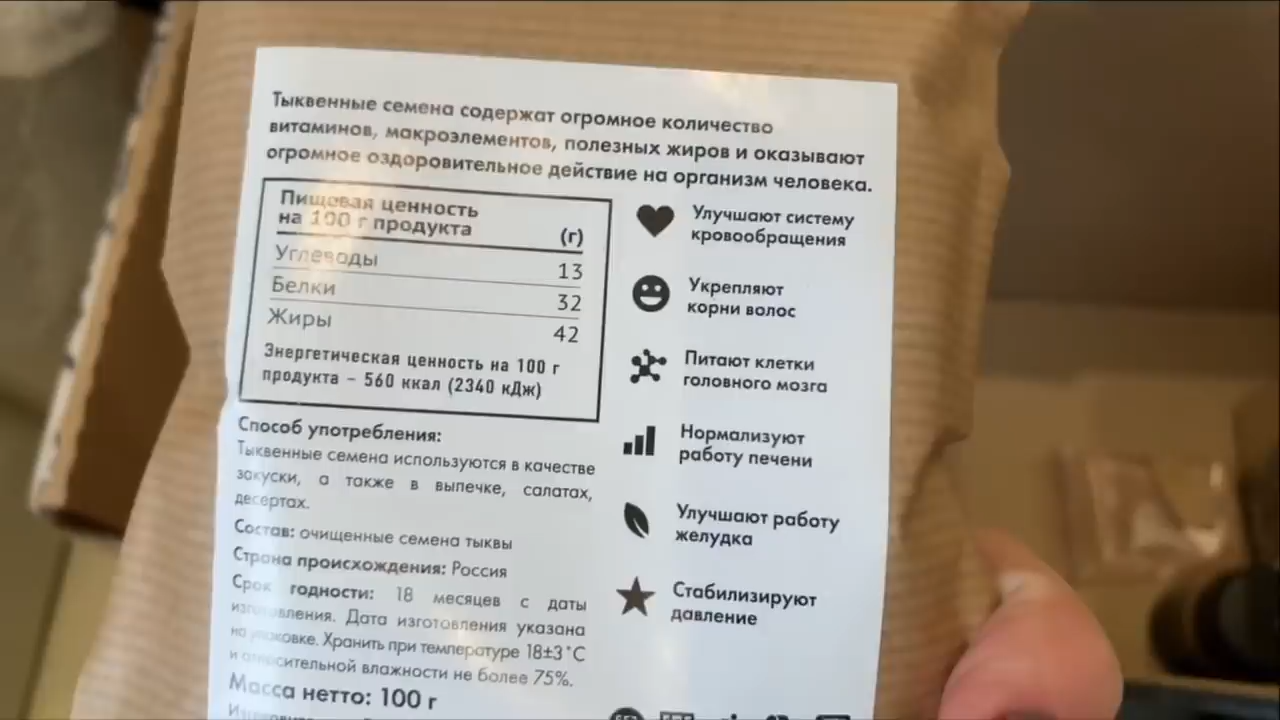 Тыквенные семена содержат огромное количество
витаминов, макроэлементов, полезных жиров и оказывают
огромное оздоровительное действие на организм человека.
Пищевая ценность
на 100 г продукта (г)
Углеводы 13
Белки 32
Жиры 42
Энергетическая ценность на 100 г
продукта – 560 ккал (2340 кДж)
Способ употребления:
Тыквенные семена используются в качестве
закуски, а также в выпечке, салатах,
десертах.
Состав: очищенные семена тыквы
Страна происхождения: Россия
Срок годности: 18 месяцев с даты
изготовления. Дата изготовления указана
на упаковке. Хранить при температуре 18±3°С
и относительной влажности не более 75%.
Масса нетто: 100 г
Улучшают систему
кровообращения
Укрепляют
корни волос
Питают клетки
головного мозга
Нормализуют
работу печени
Улучшают работу
желудка
Стабилизируют
давление